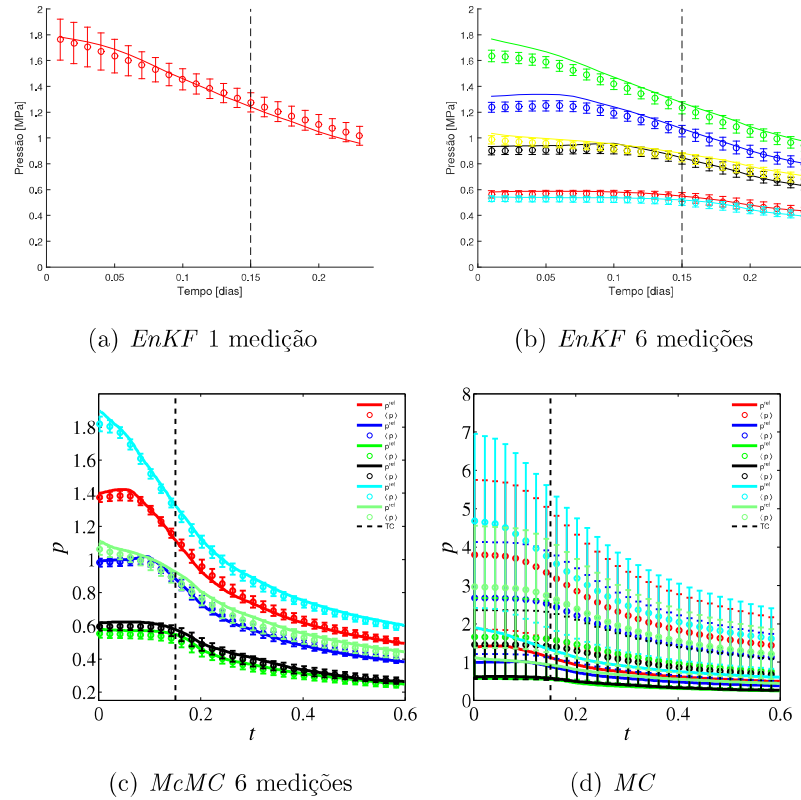 2
1.8
1.6
1.4
1.2
1
0.8
0.6
0.4
0.2
0
Pressão [MPa]
0
0.05
0.1
0.15
0.2
Tempo [dias]
(a) EnKF 1 medição
2
1.8
1.6
1.4
1.2
1
0.8
0.6
0.4
0.2
0
Pressão [MPa]
0
0.05
0.1
0.15
0.2
Tempo [dias]
(b) EnKF 6 medições
1.8
1.6
1.4
1.2
1
0.8
0.6
0.4
0.2
p
0
0.2
0.4
0.6
t
p^ref
⟨p⟩
p^ref
⟨p⟩
p^ref
⟨p⟩
p^ref
⟨p⟩
p^ref
⟨p⟩
p^ref
⟨p⟩
TC
(c) McMC 6 medições
8
7
6
5
4
3
2
1
0
p
0
0.2
0.4
0.6
t
p^ref
⟨p⟩
p^ref
⟨p⟩
p^ref
⟨p⟩
p^ref
⟨p⟩
p^ref
⟨p⟩
p^ref
⟨p⟩
TC
(d) MC